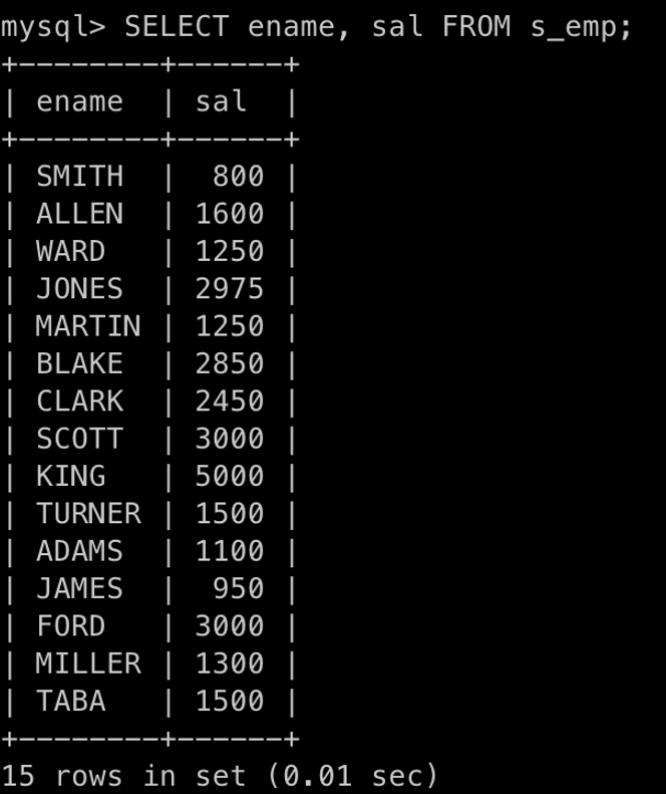 mysql> SELECT ename, sal FROM s_emp;
+--------+------+
| ename  | sal  |
+--------+------+
| SMITH  |  800 |
| ALLEN  | 1600 |
| WARD   | 1250 |
| JONES  | 2975 |
| MARTIN | 1250 |
| BLAKE  | 2850 |
| CLARK  | 2450 |
| SCOTT  | 3000 |
| KING   | 5000 |
| TURNER | 1500 |
| ADAMS  | 1100 |
| JAMES  |  950 |
| FORD   | 3000 |
| MILLER | 1300 |
| TABA   | 1500 |
+--------+------+
15 rows in set (0.01 sec)